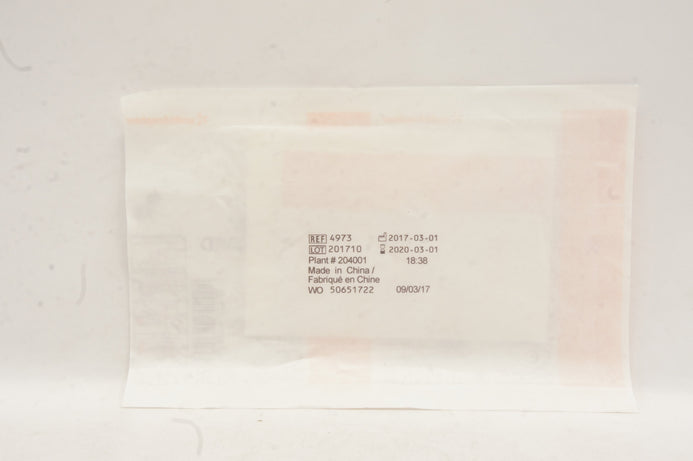 REF 4973 2017-03-01
LOT 201710 2020-03-01
Plant # 204001 18:38
Made in China /
Fabriqué en Chine
WO 50651722 09/03/17